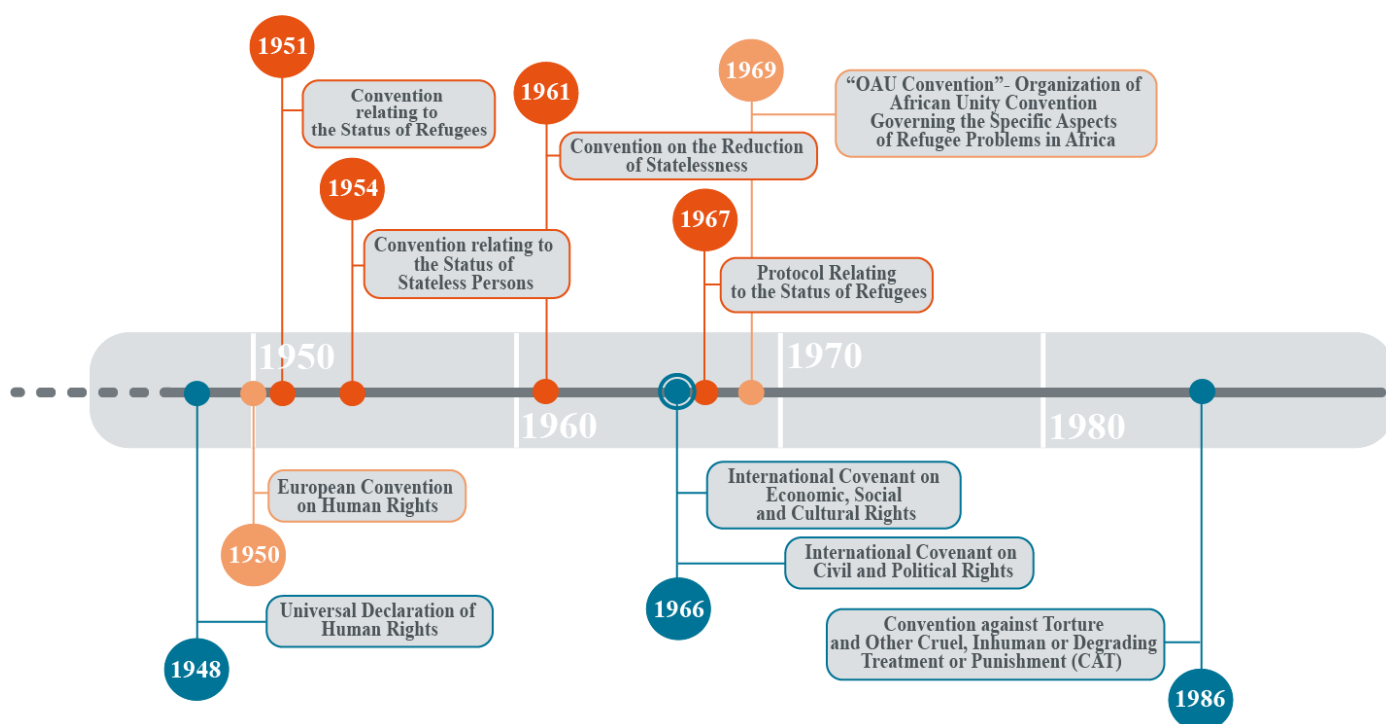 1951
Convention
relating to
the Status of Refugees
1954
Convention relating to
the Status of
Stateless Persons
1961
Convention on the Reduction
of Statelessness
1967
Protocol Relating
to the Status of Refugees
1969
“OAU Convention”- Organization of
African Unity Convention
Governing the Specific Aspects
of Refugee Problems in Africa
1950
1960
1970
1980
European Convention
on Human Rights
1950
Universal Declaration of
Human Rights
1948
International Covenant on
Economic, Social
and Cultural Rights
International Covenant on
Civil and Political Rights
1966
Convention against Torture
and Other Cruel, Inhuman or Degrading
Treatment or Punishment (CAT)
1986